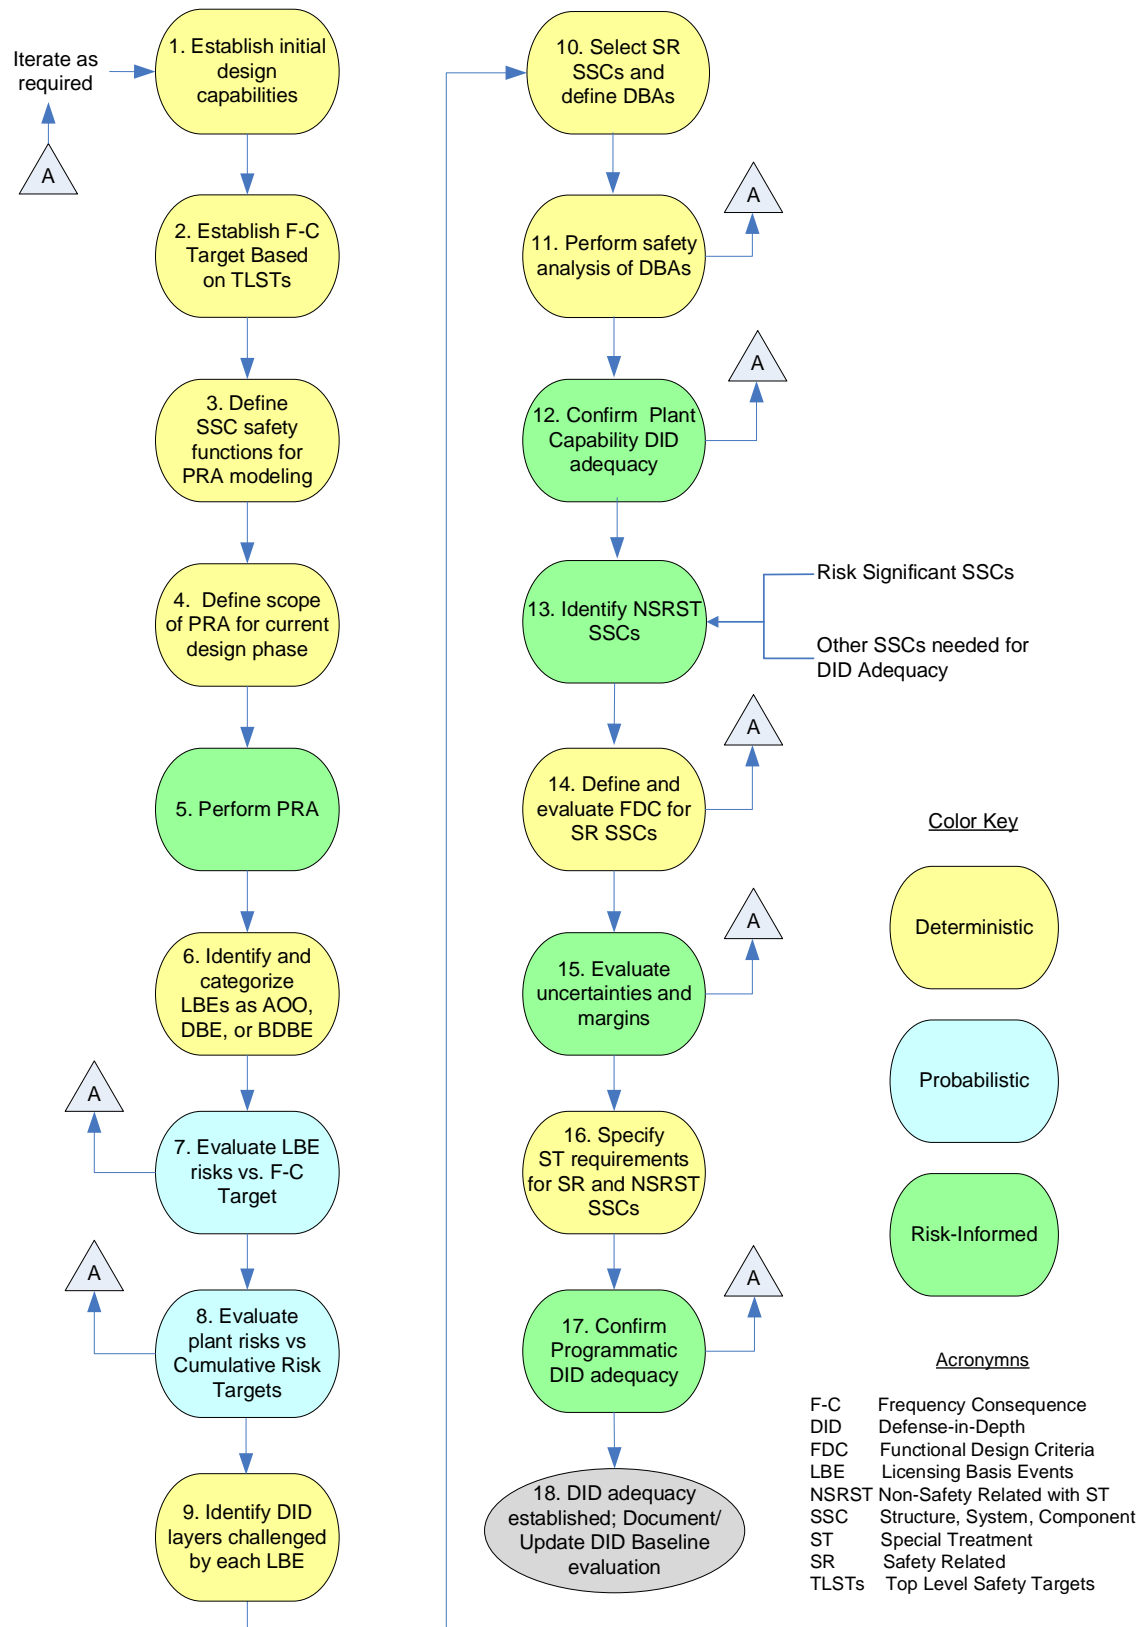 Iterate as
required
A
1. Establish initial
design
capabilities
2. Establish F-C
Target Based
on TLSTs
3. Define
SSC safety
functions for
PRA modeling
4. Define scope
of PRA for current
design phase
5. Perform PRA
6. Identify and
categorize
LBEs as AOO,
DBE, or BDBE
A
7. Evaluate LBE
risks vs. F-C
Target
A
8. Evaluate
plant risks vs
Cumulative Risk
Targets
9. Identify DID
layers challenged
by each LBE
10. Select SR
SSCs and
define DBAs
A
11. Perform safety
analysis of DBAs
A
12. Confirm Plant
Capability DID
adequacy
13. Identify NSRST
SSCs
Risk Significant SSCs
Other SSCs needed for
DID Adequacy
A
14. Define and
evaluate FDC for
SR SSCs
A
15. Evaluate
uncertainties and
margins
16. Specify
ST requirements
for SR and NSRST
SSCs
A
17. Confirm
Programmatic
DID adequacy
18. DID adequacy
established; Document/
Update DID Baseline
evaluation
Color Key
Deterministic
Probabilistic
Risk-Informed
Acronymns
F-C Frequency Consequence
DID Defense-in-Depth
FDC Functional Design Criteria
LBE Licensing Basis Events
NSRST Non-Safety Related with ST
SSC Structure, System, Component
ST Special Treatment
SR Safety Related
TLSTs Top Level Safety Targets